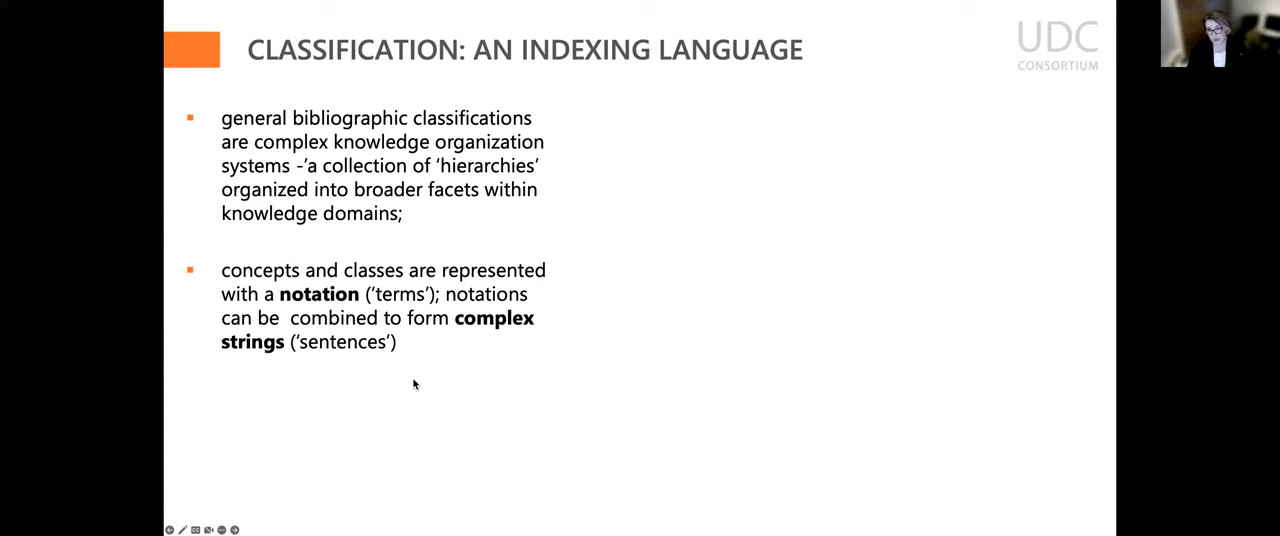 CLASSIFICATION: AN INDEXING LANGUAGE
UDC
CONSORTIUM
general bibliographic classifications
are complex knowledge organization
systems -’a collection of ‘hierarchies’
organized into broader facets within
knowledge domains;
concepts and classes are represented
with a notation (‘terms’); notations
can be  combined to form complex
strings (‘sentences’)